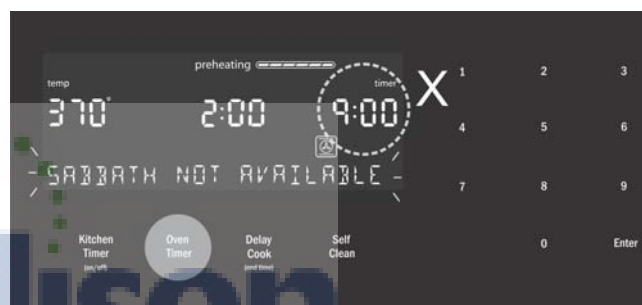 preheating
temp
timer
370° 2:00 9:00
X
SABBATH NOT AVAILABLE
Kitchen Timer (on/off)
Oven Timer
Delay Cook (end time)
Self Clean
1 2 3
4 5 6
7 8 9
0 Enter